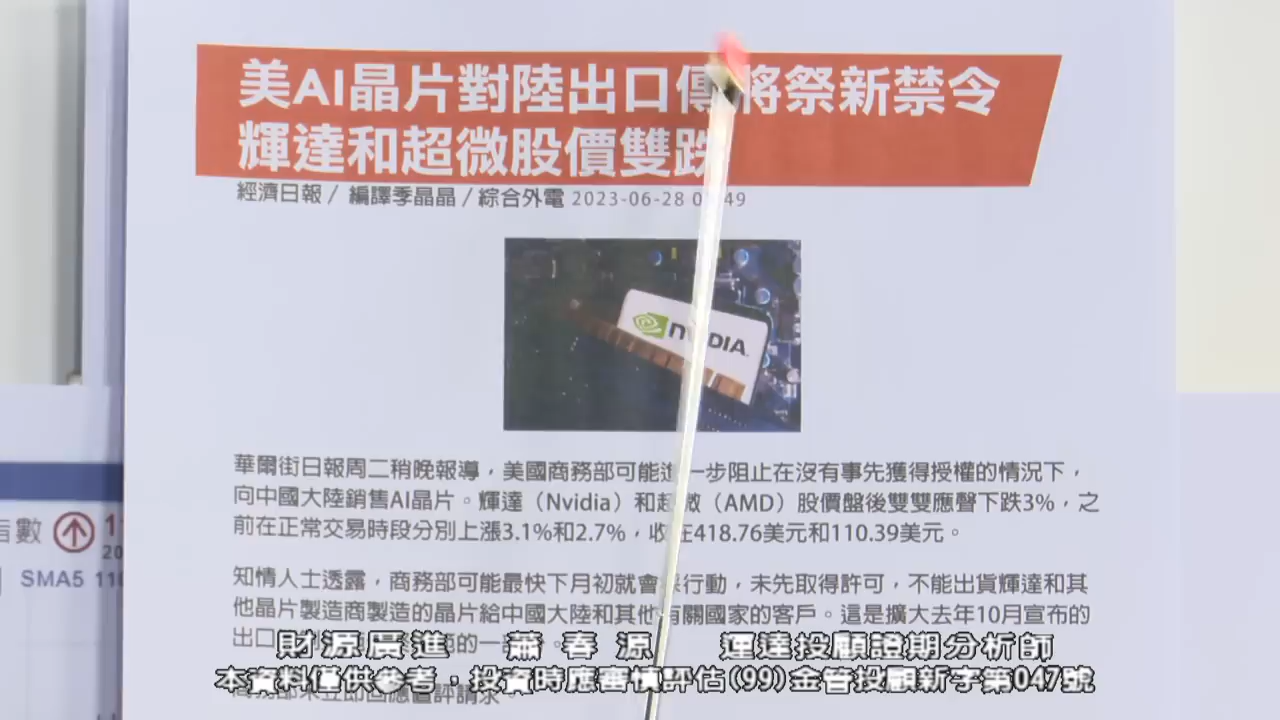 美AI晶片對陸出口傳將祭新禁令
輝達和超微股價雙跌
經濟日報 / 編譯季晶晶 / 綜合外電 2023-06-28 0 49
NVIDIA
華爾街日報周二稍晚報導，美國商務部可能進一步阻止在沒有事先獲得授權的情況下，
向中國大陸銷售AI晶片。輝達（Nvidia）和超微（AMD）股價盤後雙雙應聲下跌3%，之
前在正常交易時段分別上漲3.1%和2.7%，收在418.76美元和110.39美元。
知情人士透露，商務部可能最快下月初就會採行動，未先取得許可，不能出貨輝達和其
他晶片製造商製造的晶片給中國大陸和其他有關國家的客戶。這是擴大去年10月宣布的
出口 的一
指數
SMA5 11
財源廣進 蕭春源 運達投顧證期分析師
本資料僅供參考，投資時應審慎評估(99)金管投顧新字第047號